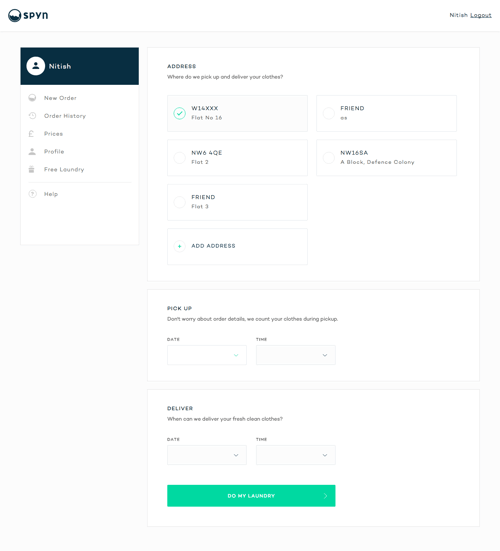 spyn
Nitish Logout
Nitish
New Order
Order History
Prices
Profile
Free Laundry
Help
ADDRESS
Where do we pick up and deliver your clothes?
W14XXX
Flat No 16
FRIEND
aa
NW6 4QE
Flat 2
NW16SA
A Block, Defence Colony
FRIEND
Flat 3
ADD ADDRESS
PICK UP
Don't worry about order details, we count your clothes during pickup.
DATE
TIME
DELIVER
When can we deliver your fresh clean clothes?
DATE
TIME
DO MY LAUNDRY